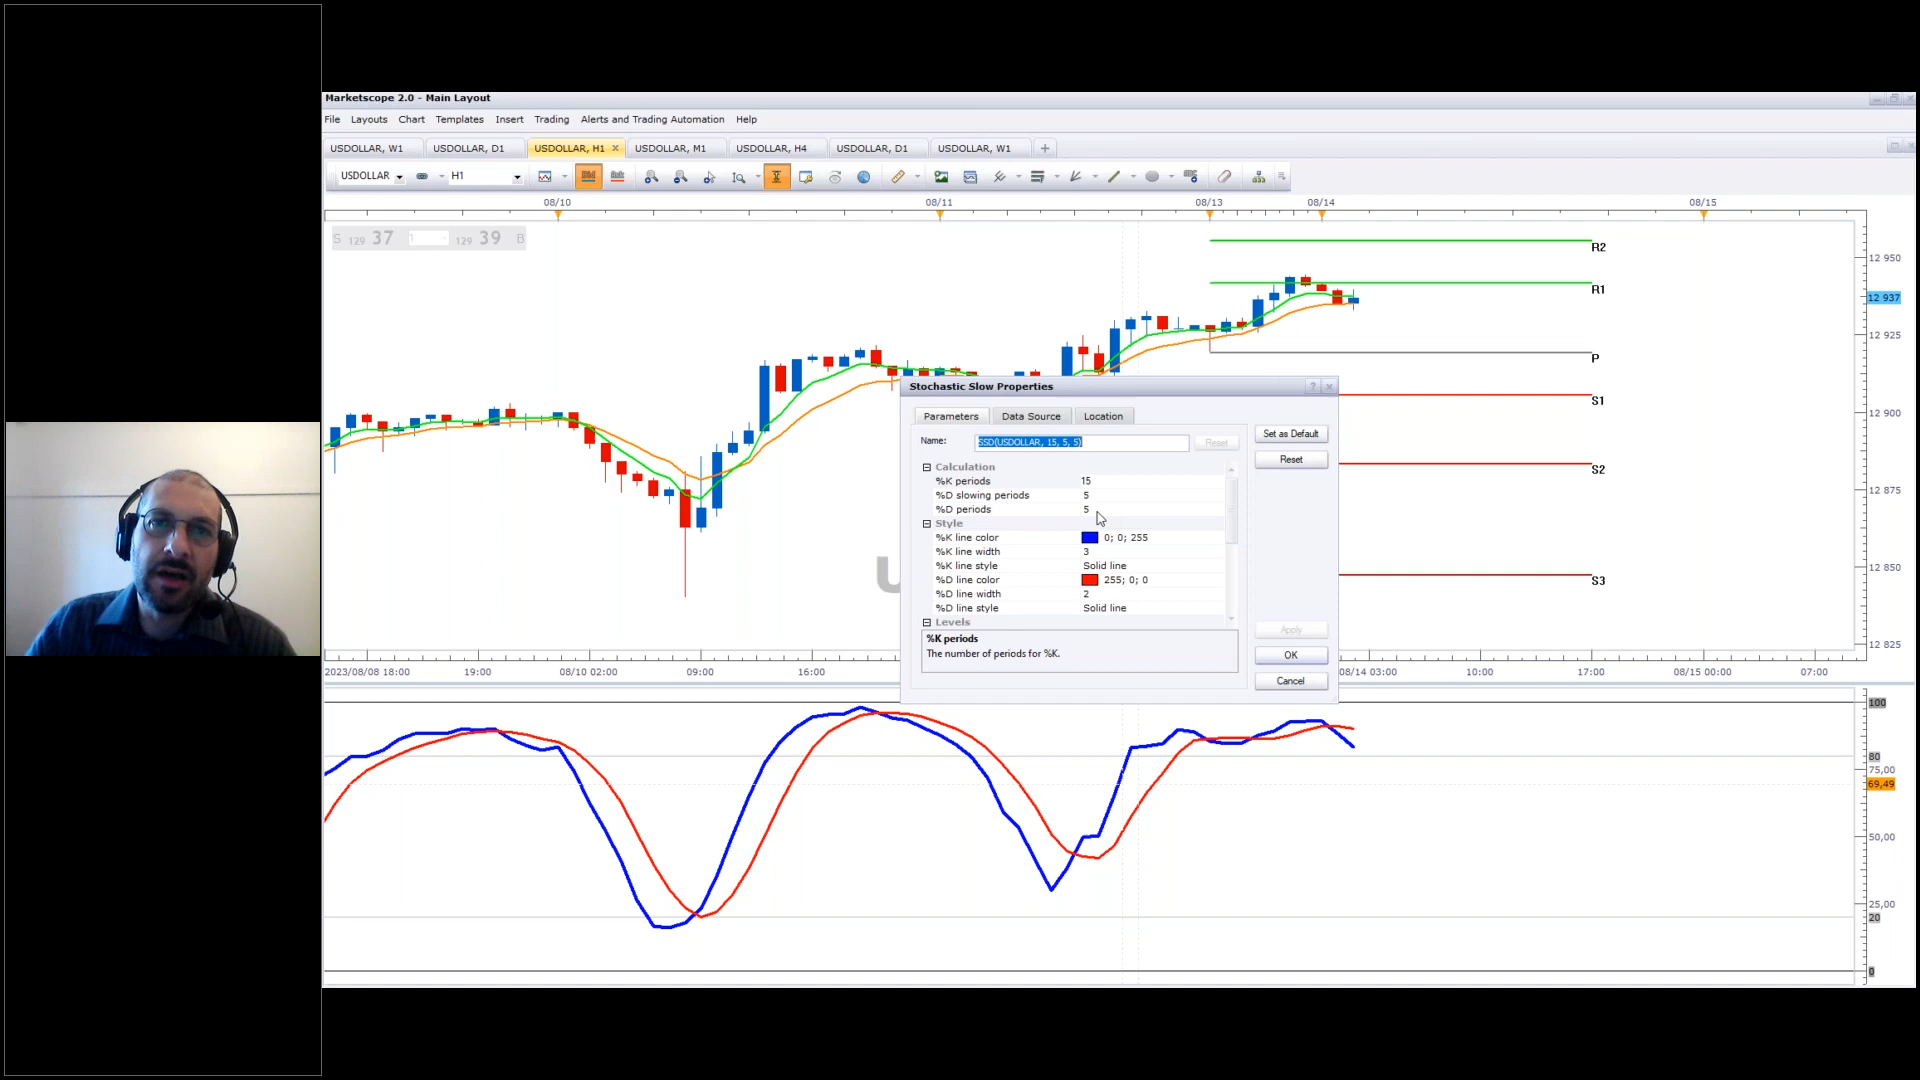 Marketscope 2.0 - Main Layout
File Layouts Chart Templates Insert Trading Alerts and Trading Automation Help
USDOLLAR, W1 USDOLLAR, D1 USDOLLAR, H1 USDOLLAR, M1 USDOLLAR, H4 USDOLLAR, D1 USDOLLAR, W1
USDOLLAR H1
08/10 08/11 08/13 08/14 08/15
S 129 37 1 129 39 B
R2
12 950
R1
12 937
12 925
P
S1
12 900
S2
12 875
12 850
S3
12 825
Stochastic Slow Properties
Parameters Data Source Location
Name: SSD(USDOLLAR, 15, 5, 5) Reset
Set as Default
Reset
Calculation
%K periods 15
%D slowing periods 5
%D periods 5
Style
%K line color 0; 0; 255
%K line width 3
%K line style Solid line
%D line color 255; 0; 0
%D line width 2
%D line style Solid line
Levels
%K periods
The number of periods for %K.
Apply
OK
Cancel
2023/08/08 18:00 19:00 08/10 02:00 09:00 16:00 08/14 03:00 10:00 17:00 08/15 00:00 07:00
100
80
75,00
69,49
50,00
25,00
20
0